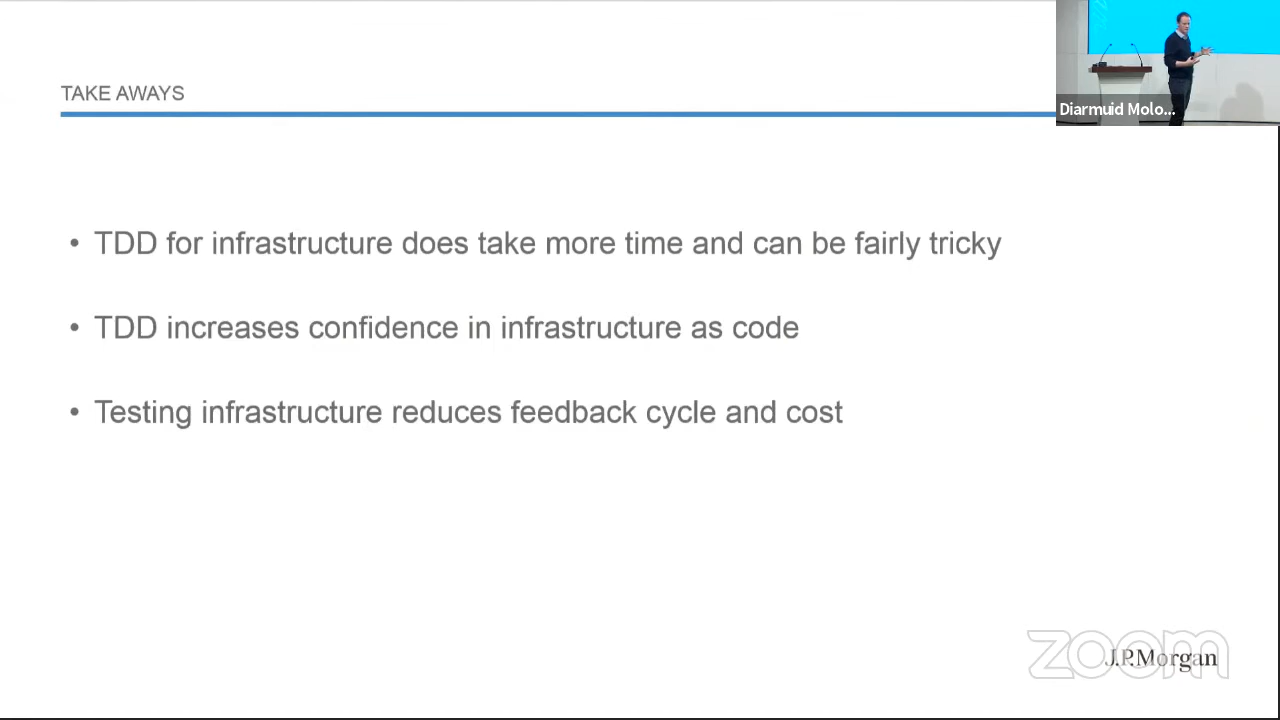 TAKE AWAYS
Diarmuid Molo...
• TDD for infrastructure does take more time and can be fairly tricky
• TDD increases confidence in infrastructure as code
• Testing infrastructure reduces feedback cycle and cost
zoom
J.P.Morgan